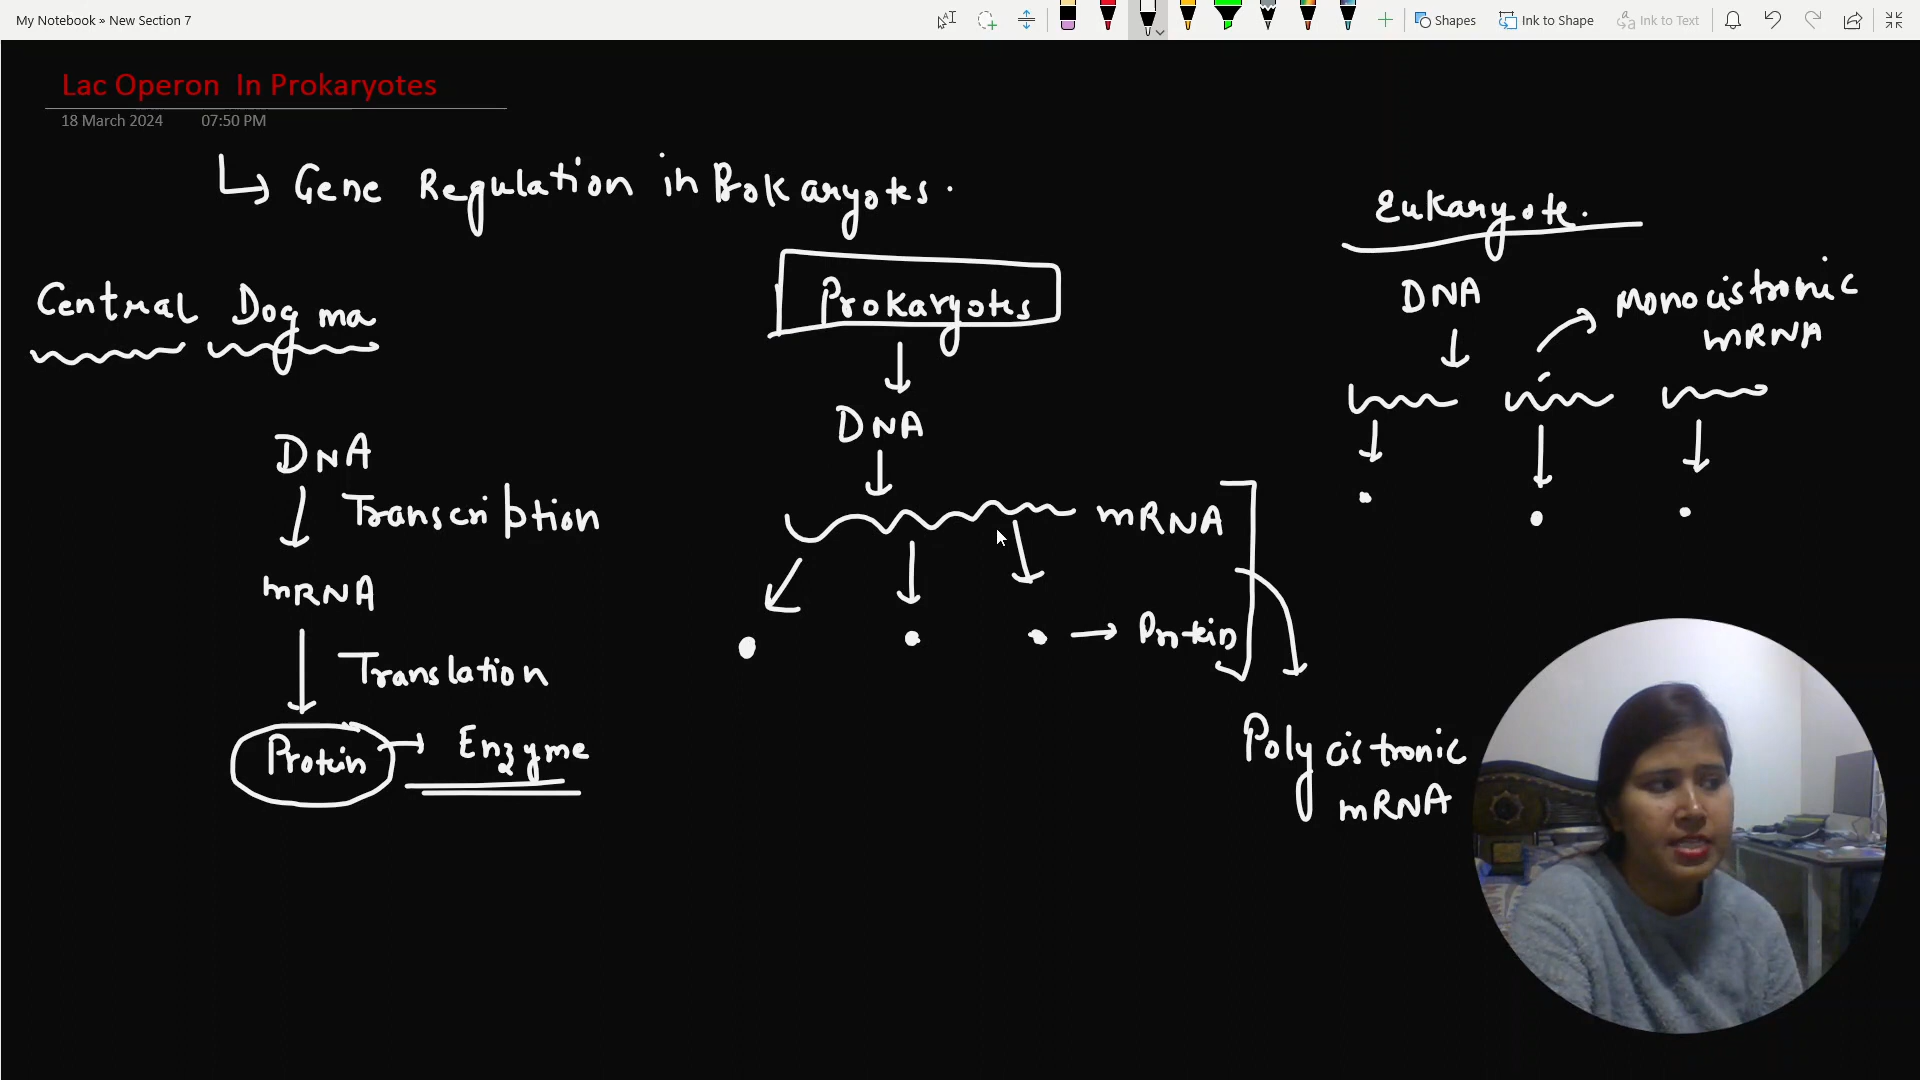 My Notebook » New Section 7
Shapes
Ink to Shape
Ink to Text
Lac Operon In Prokaryotes
18 March 2024 07:50 PM
Gene Regulation in Prokaryotes.
Central Dogma
DNA
Transcription
mRNA
Translation
Protein → Enzyme
Prokaryotes
DNA
mRNA
→ Protein
Polycistronic
mRNA
Eukaryote.
DNA
Monocistronic
mRNA